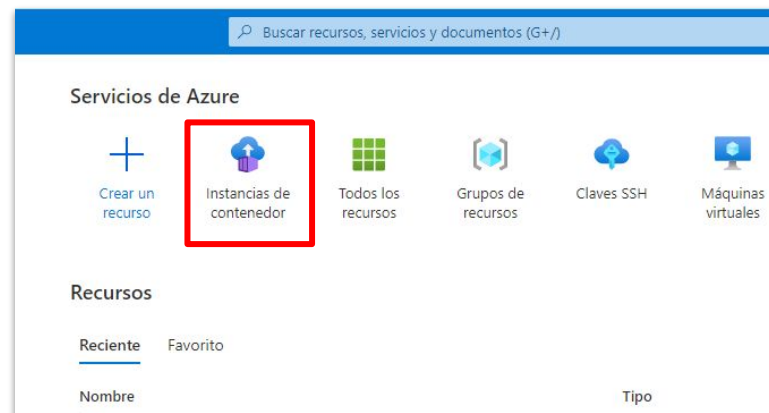 Buscar recursos, servicios y documentos (G+/)
Servicios de Azure
Crear un
recurso
Instancias de
contenedor
Todos los
recursos
Grupos de
recursos
Claves SSH
Máquinas
virtuales
Recursos
Reciente Favorito
Nombre Tipo